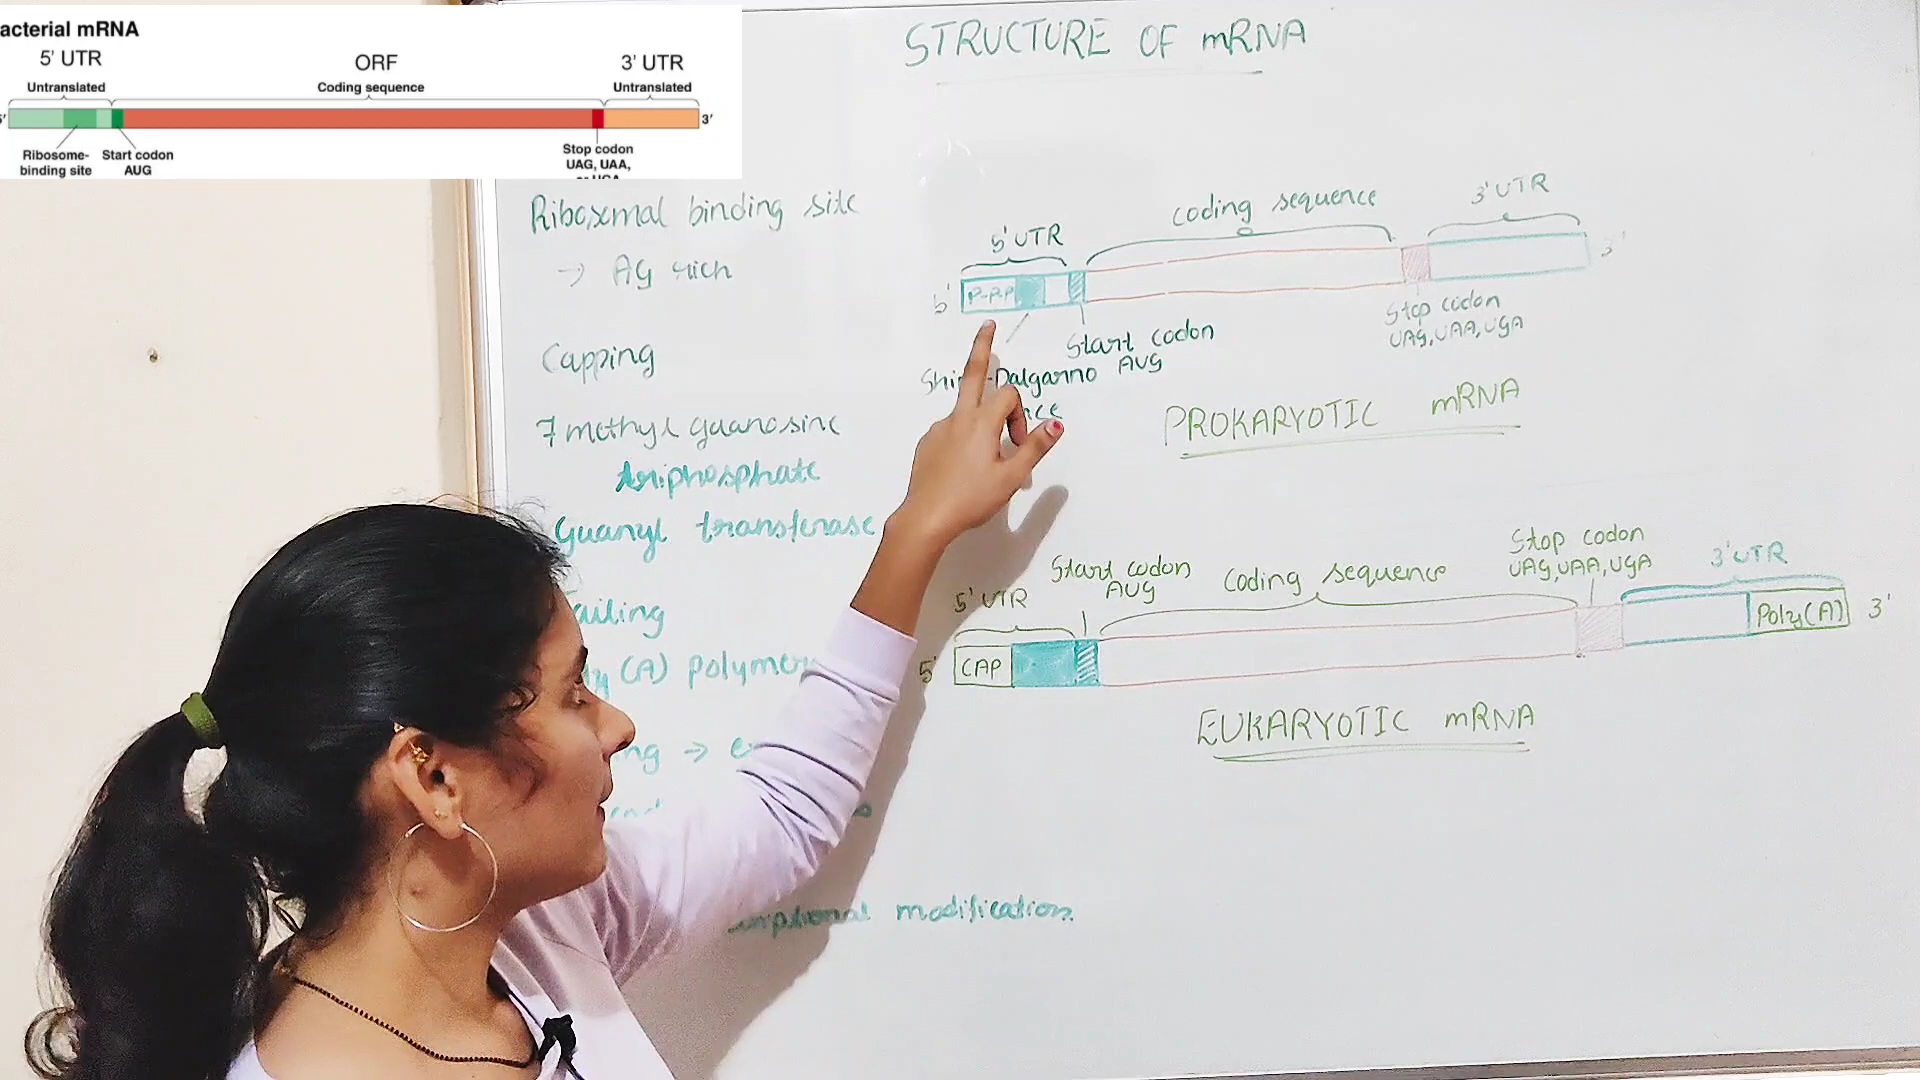 acterial mRNA
5' UTR
ORF
3' UTR
Untranslated
Coding sequence
Untranslated
5'
3'
Ribosome-
binding site
Start codon
AUG
Stop codon
UAG, UAA,
STRUCTURE OF mRNA
Ribosomal binding site
→ AG rich
Capping
7 methyl guanosine
triphosphate
Guanyl transferase
ailing
(A) polymer
ng →
modification
5' UTR
coding sequence
3' UTR
5'
P-P-P
3'
Start codon
AUG
Stop codon
UAG, UAA, UGA
Dalgarno
nce
PROKARYOTIC mRNA
5' UTR
Start codon
AUG
Coding sequence
Stop codon
UAG, UAA, UGA
3' UTR
5'
CAP
Poly(A)
3'
EUKARYOTIC mRNA